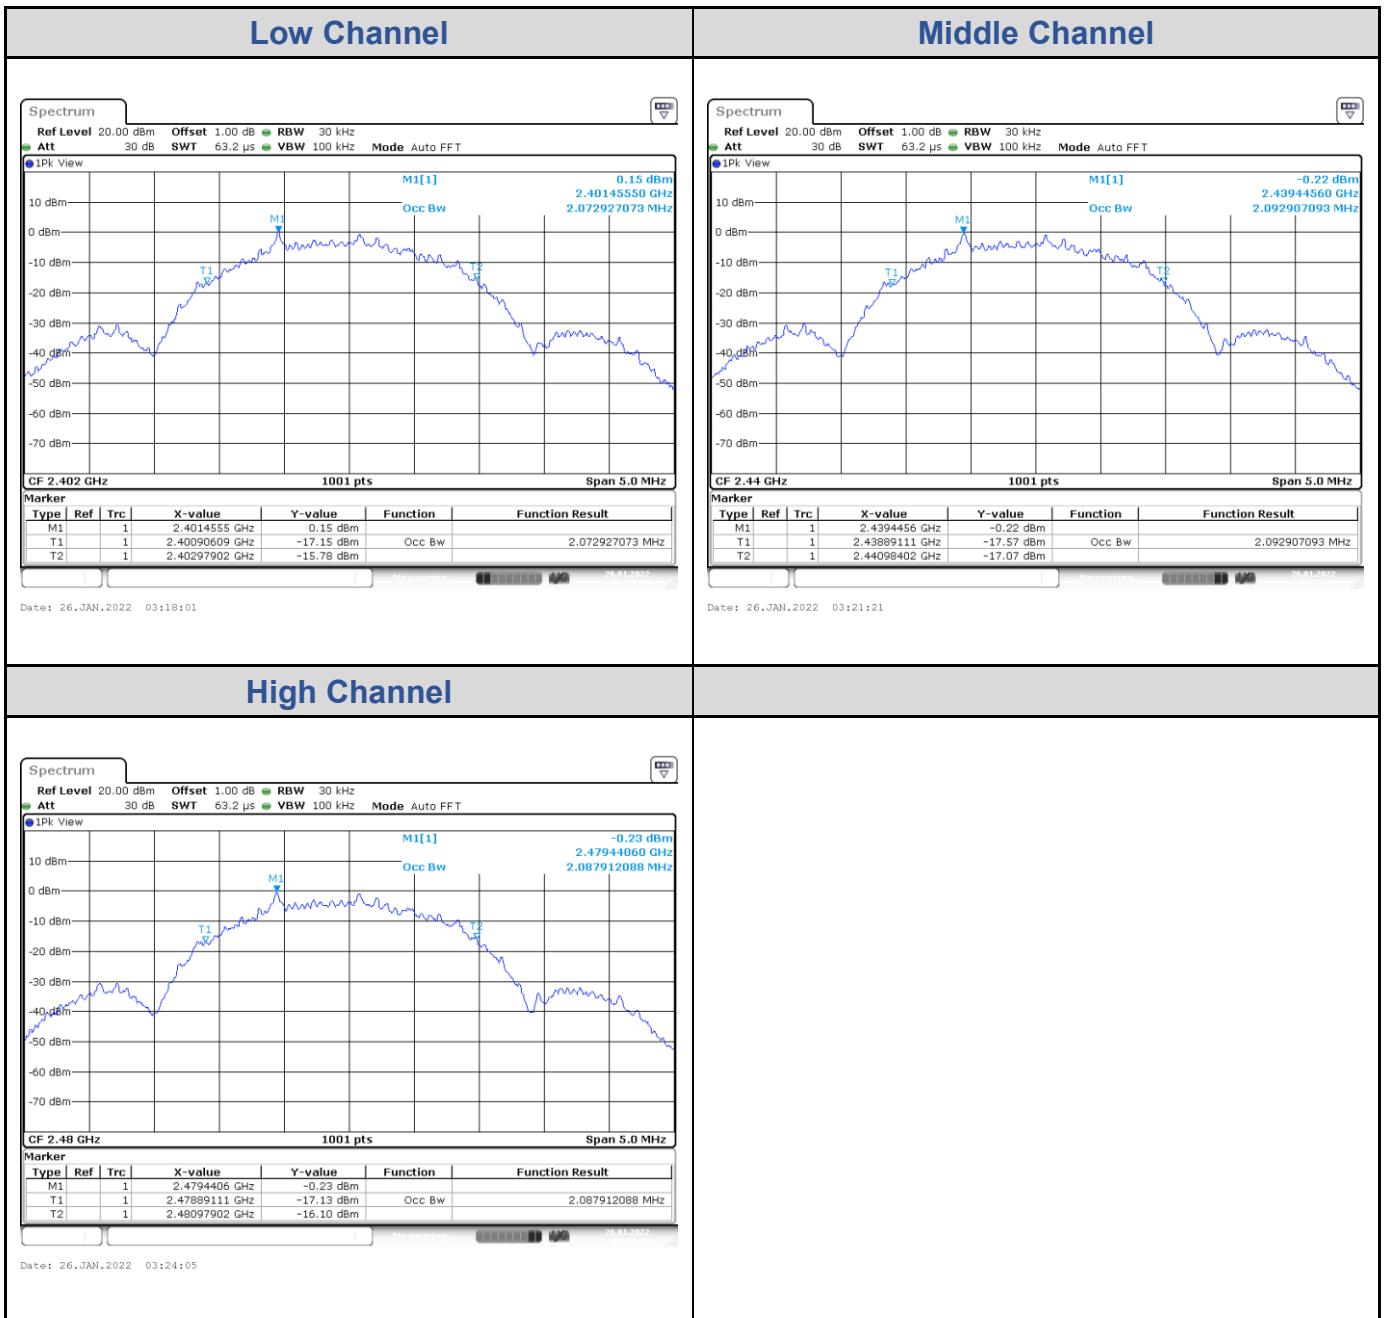 Low Channel
Middle Channel
Spectrum
Ref Level 20.00 dBm Offset 1.00 dB RBW 30 kHz
Att 30 dB SWT 63.2 µs VBW 100 kHz Mode Auto FFT
1Pk View
M1[1] 0.15 dBm
2.40145550 GHz
Occ Bw 2.072927073 MHz
10 dBm
M1
0 dBm
-10 dBm
T1
T2
-20 dBm
-30 dBm
-40 dBm
-50 dBm
-60 dBm
-70 dBm
CF 2.402 GHz 1001 pts Span 5.0 MHz
Marker
Type Ref Trc X-value Y-value Function Function Result
M1 1 2.4014555 GHz 0.15 dBm
T1 1 2.40090609 GHz -17.15 dBm Occ Bw 2.072927073 MHz
T2 1 2.40297902 GHz -15.78 dBm
Measuring 26.01.2022
Date: 26.JAN.2022 03:18:01
Spectrum
Ref Level 20.00 dBm Offset 1.00 dB RBW 30 kHz
Att 30 dB SWT 63.2 µs VBW 100 kHz Mode Auto FFT
1Pk View
M1[1] -0.22 dBm
2.43944560 GHz
Occ Bw 2.092907093 MHz
10 dBm
M1
0 dBm
-10 dBm
T1
T2
-20 dBm
-30 dBm
-40 dBm
-50 dBm
-60 dBm
-70 dBm
CF 2.44 GHz 1001 pts Span 5.0 MHz
Marker
Type Ref Trc X-value Y-value Function Function Result
M1 1 2.4394456 GHz -0.22 dBm
T1 1 2.43889111 GHz -17.57 dBm Occ Bw 2.092907093 MHz
T2 1 2.44098402 GHz -17.07 dBm
Measuring 26.01.2022
Date: 26.JAN.2022 03:21:21
High Channel
Spectrum
Ref Level 20.00 dBm Offset 1.00 dB RBW 30 kHz
Att 30 dB SWT 63.2 µs VBW 100 kHz Mode Auto FFT
1Pk View
M1[1] -0.23 dBm
2.47944060 GHz
Occ Bw 2.087912088 MHz
10 dBm
M1
0 dBm
-10 dBm
T1
T2
-20 dBm
-30 dBm
-40 dBm
-50 dBm
-60 dBm
-70 dBm
CF 2.48 GHz 1001 pts Span 5.0 MHz
Marker
Type Ref Trc X-value Y-value Function Function Result
M1 1 2.4794406 GHz -0.23 dBm
T1 1 2.47889111 GHz -17.13 dBm Occ Bw 2.087912088 MHz
T2 1 2.48097902 GHz -16.10 dBm
Measuring 26.01.2022
Date: 26.JAN.2022 03:24:05